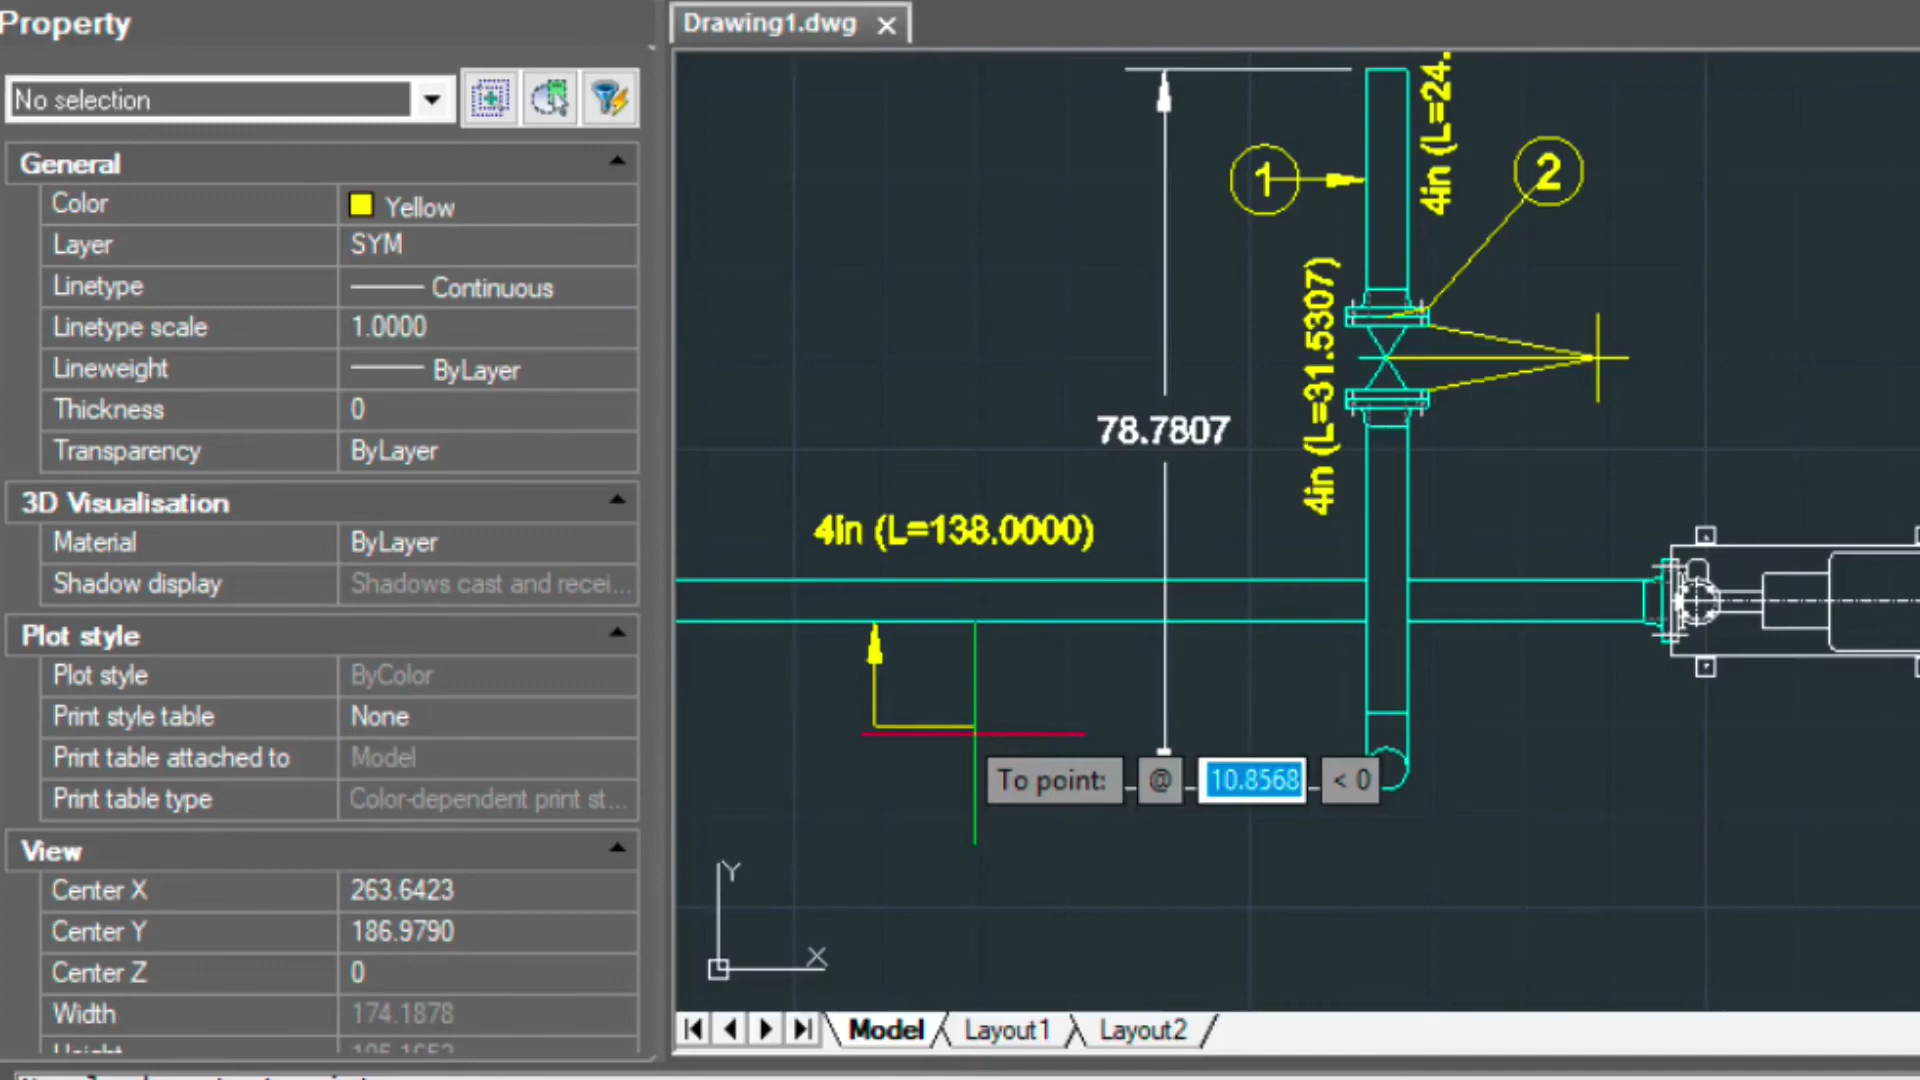 Property
No selection
General
Color Yellow
Layer SYM
Linetype Continuous
Linetype scale 1.0000
Lineweight ByLayer
Thickness 0
Transparency ByLayer
3D Visualisation
Material ByLayer
Shadow display Shadows cast and recei...
Plot style
Plot style ByColor
Print style table None
Print table attached to Model
Print table type Color-dependent print st...
View
Center X 263.6423
Center Y 186.9790
Center Z 0
Width 174.1878
Drawing1.dwg
4in (L=24.
1
2
4in (L=31.5307)
78.7807
4in (L=138.0000)
To point: @ 10.8568 < 0
Y
X
Model Layout1 Layout2